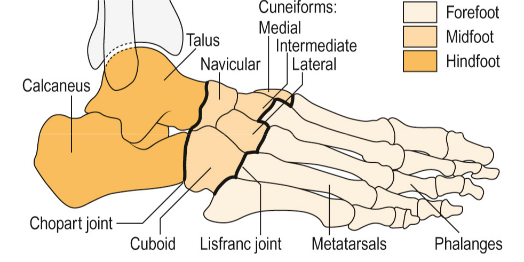 Cuneiforms:
Medial
Intermediate
Lateral
Talus
Navicular
Calcaneus
Forefoot
Midfoot
Hindfoot
Chopart joint
Cuboid
Lisfranc joint
Metatarsals
Phalanges